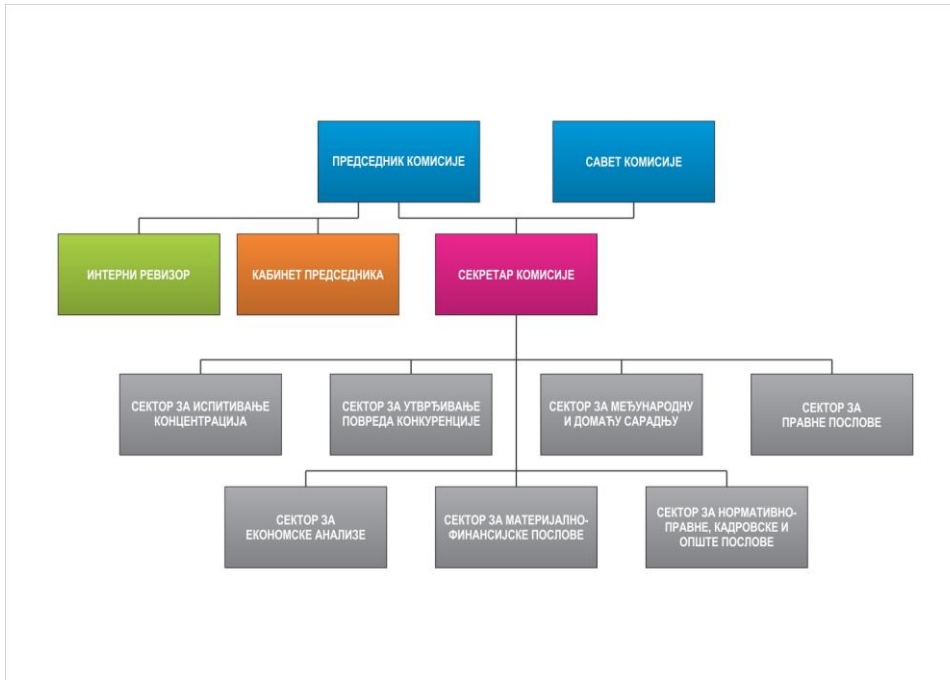 ПРЕДСЕДНИК КОМИСИЈЕ
САВЕТ КОМИСИЈЕ
ИНТЕРНИ РЕВИЗОР
КАБИНЕТ ПРЕДСЕДНИКА
СЕКРЕТАР КОМИСИЈЕ
СЕКТОР ЗА ИСПИТИВАЊЕ
КОНЦЕНТРАЦИЈА
СЕКТОР ЗА УТВРЂИВАЊЕ
ПОВРЕДА КОНКУРЕНЦИЈЕ
СЕКТОР ЗА МЕЂУНАРОДНУ
И ДОМАЋУ САРАДЊУ
СЕКТОР ЗА
ПРАВНЕ ПОСЛОВЕ
СЕКТОР ЗА
ЕКОНОМСКЕ АНАЛИЗЕ
СЕКТОР ЗА МАТЕРИЈАЛНО-
ФИНАНСИЈСКЕ ПОСЛОВЕ
СЕКТОР ЗА НОРМАТИВНО-
ПРАВНЕ, КАДРОВСКЕ И
ОПШТЕ ПОСЛОВЕ